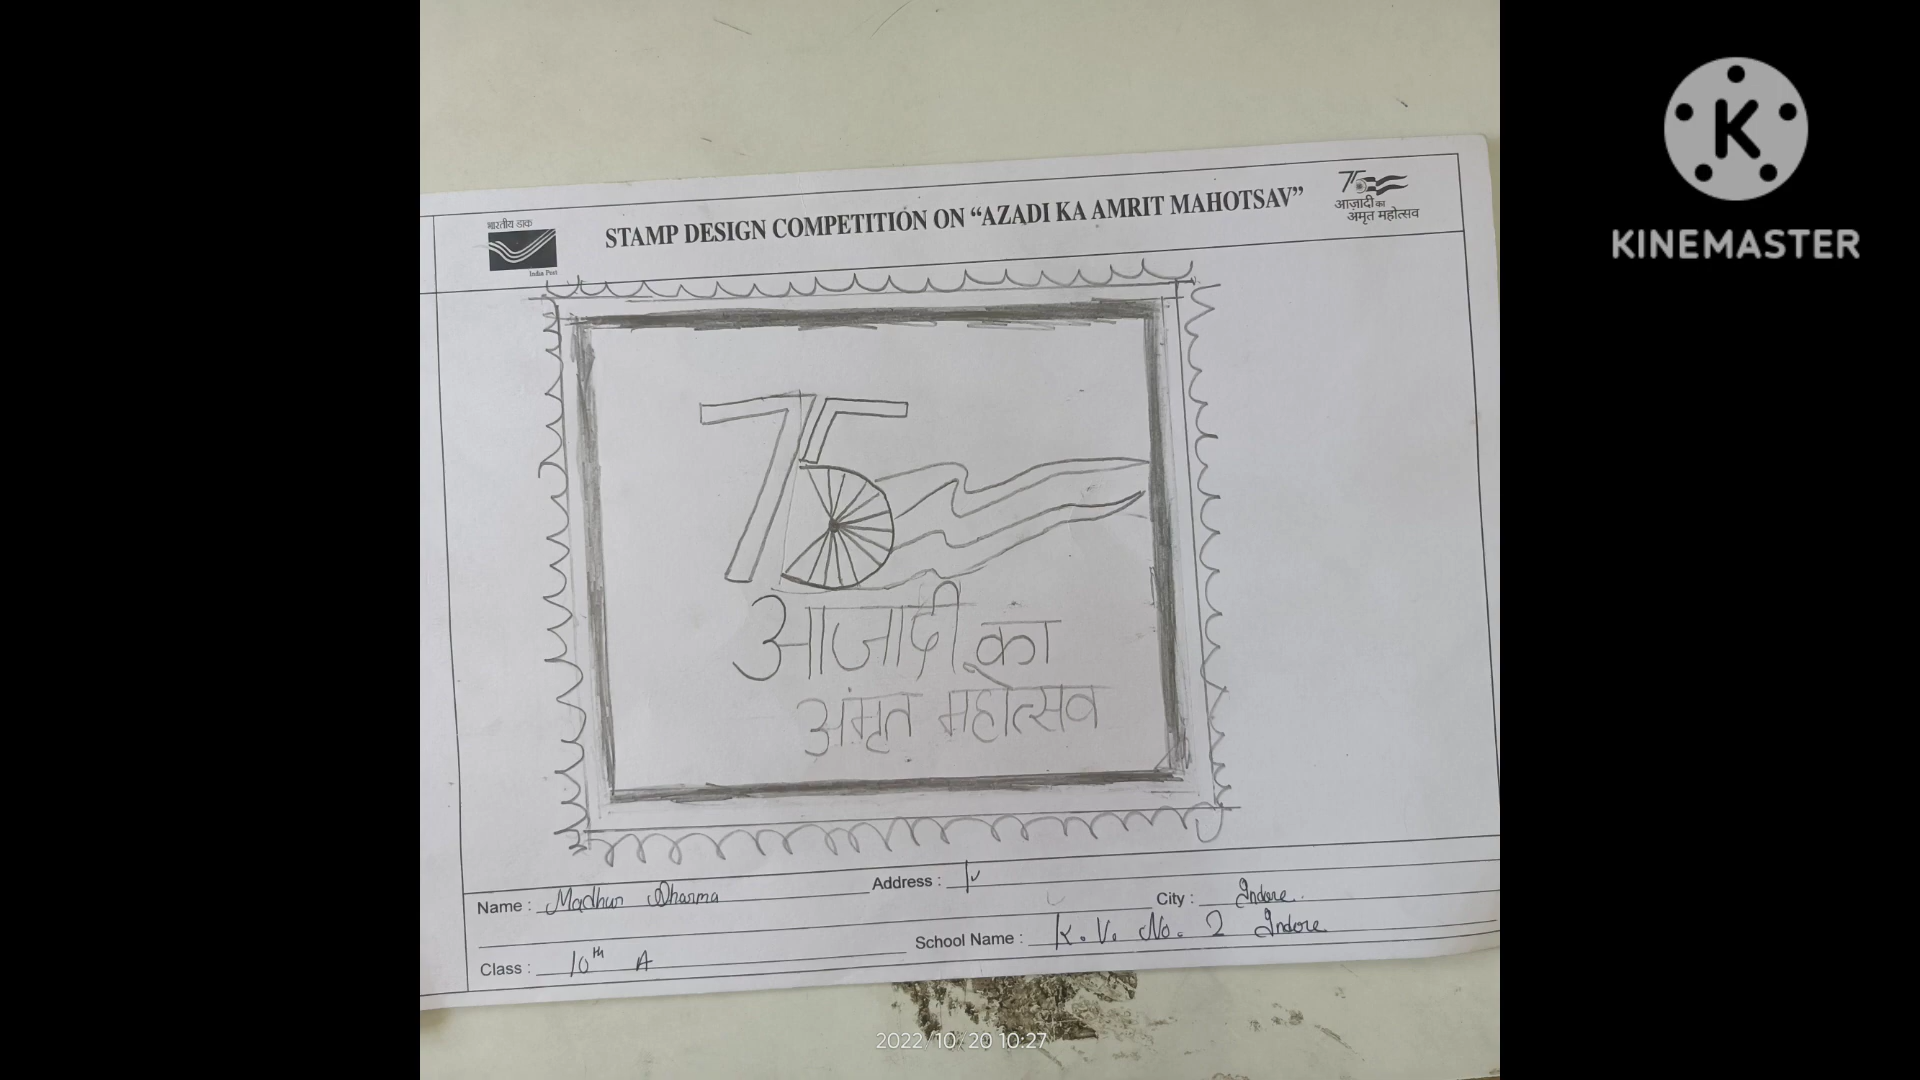 भारतीय डाक
India Post
STAMP DESIGN COMPETITION ON “AZADI KA AMRIT MAHOTSAV”
75
आज़ादी का
अमृत महोत्सव
75
आजादी का
अंमृत महोत्सव
Name : Madhur Sharma
Address :
City : Indore.
School Name : K. V. No. 2 Indore
Class : 10th A
2022/10/20 10:27
K
KINEMASTER